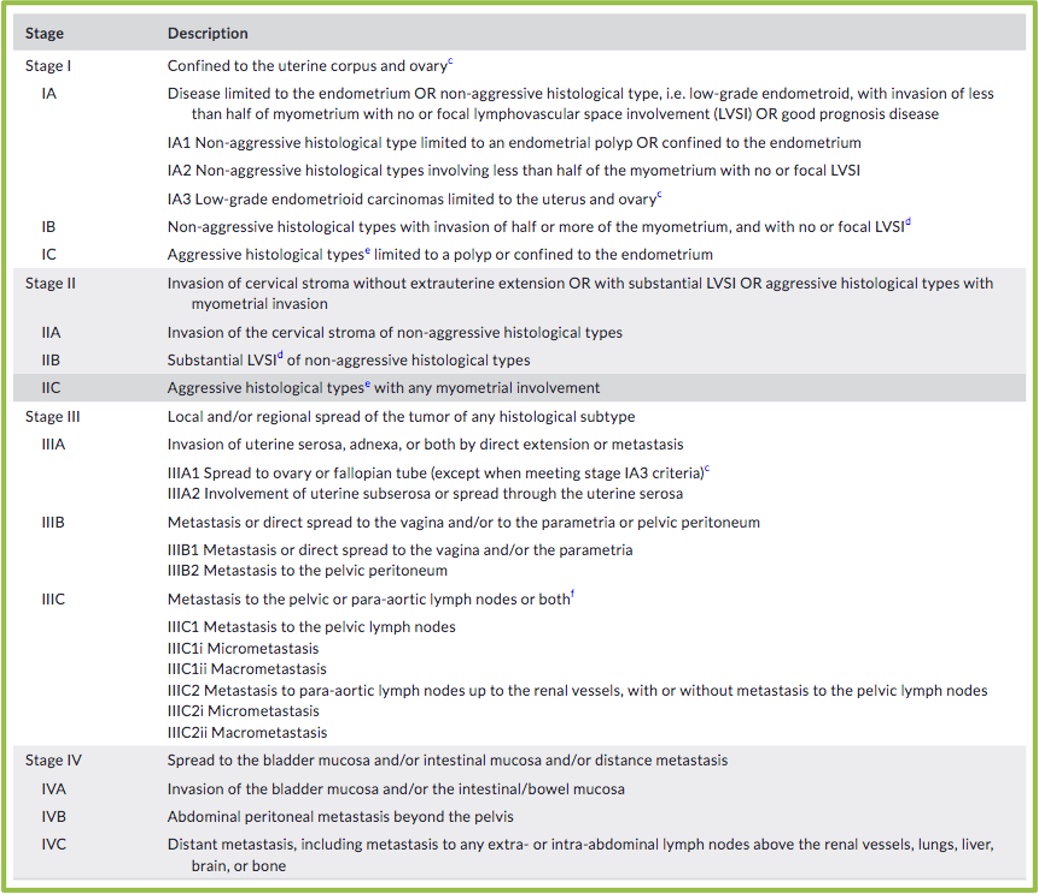 Stage Description
Stage I Confined to the uterine corpus and ovaryᶜ
IA Disease limited to the endometrium OR non-aggressive histological type, i.e. low-grade endometroid, with invasion of less
than half of myometrium with no or focal lymphovascular space involvement (LVSI) OR good prognosis disease
IA1 Non-aggressive histological type limited to an endometrial polyp OR confined to the endometrium
IA2 Non-aggressive histological types involving less than half of the myometrium with no or focal LVSI
IA3 Low-grade endometrioid carcinomas limited to the uterus and ovaryᶜ
IB Non-aggressive histological types with invasion of half or more of the myometrium, and with no or focal LVSIᵈ
IC Aggressive histological typesᵉ limited to a polyp or confined to the endometrium
Stage II Invasion of cervical stroma without extrauterine extension OR with substantial LVSI OR aggressive histological types with
myometrial invasion
IIA Invasion of the cervical stroma of non-aggressive histological types
IIB Substantial LVSIᵈ of non-aggressive histological types
IIC Aggressive histological typesᵉ with any myometrial involvement
Stage III Local and/or regional spread of the tumor of any histological subtype
IIIA Invasion of uterine serosa, adnexa, or both by direct extension or metastasis
IIIA1 Spread to ovary or fallopian tube (except when meeting stage IA3 criteria)ᶜ
IIIA2 Involvement of uterine subserosa or spread through the uterine serosa
IIIB Metastasis or direct spread to the vagina and/or to the parametria or pelvic peritoneum
IIIB1 Metastasis or direct spread to the vagina and/or the parametria
IIIB2 Metastasis to the pelvic peritoneum
IIIC Metastasis to the pelvic or para-aortic lymph nodes or bothᶠ
IIIC1 Metastasis to the pelvic lymph nodes
IIIC1i Micrometastasis
IIIC1ii Macrometastasis
IIIC2 Metastasis to para-aortic lymph nodes up to the renal vessels, with or without metastasis to the pelvic lymph nodes
IIIC2i Micrometastasis
IIIC2ii Macrometastasis
Stage IV Spread to the bladder mucosa and/or intestinal mucosa and/or distance metastasis
IVA Invasion of the bladder mucosa and/or the intestinal/bowel mucosa
IVB Abdominal peritoneal metastasis beyond the pelvis
IVC Distant metastasis, including metastasis to any extra- or intra-abdominal lymph nodes above the renal vessels, lungs, liver,
brain, or bone